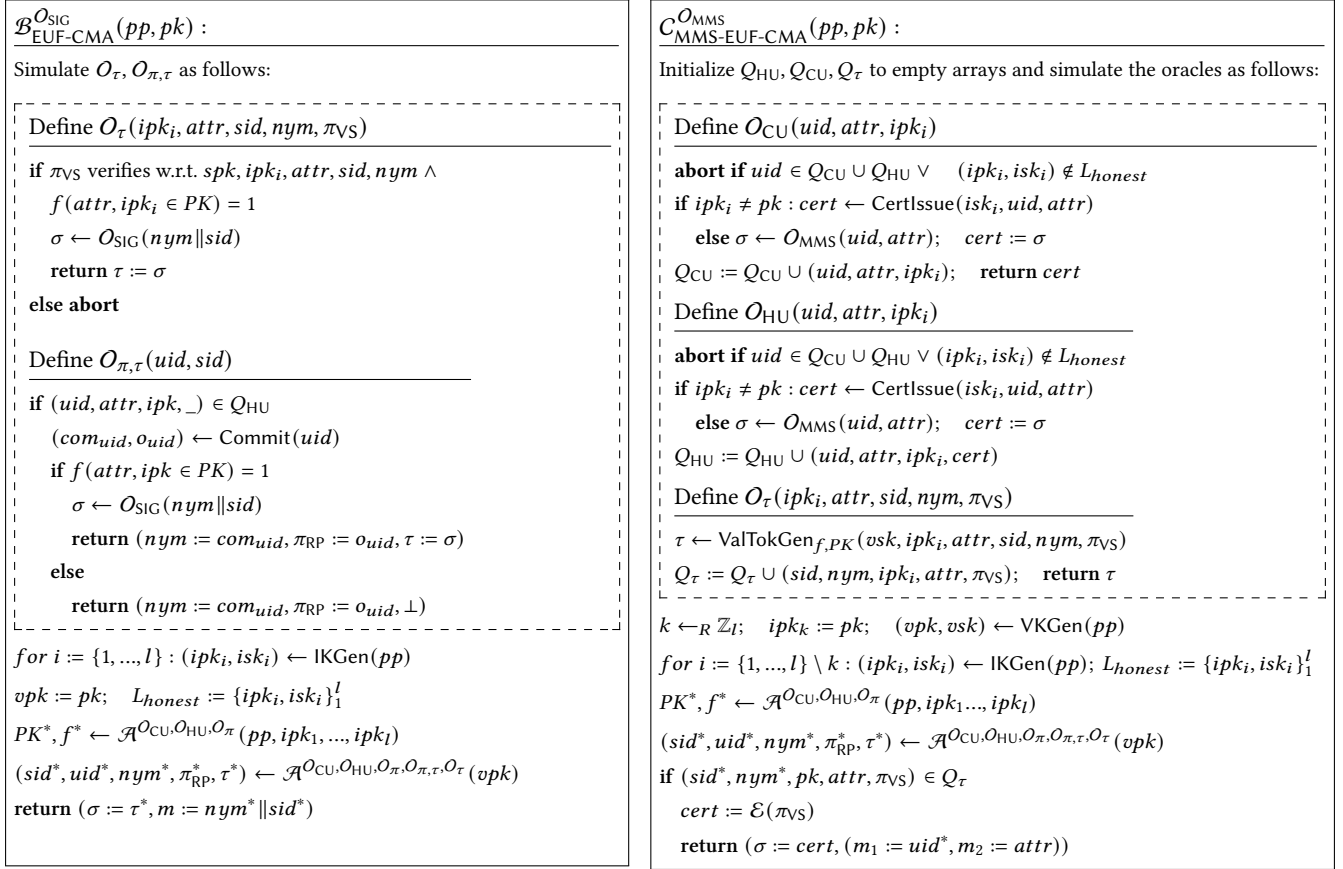 𝓑^{O_SIG}_{EUF-CMA}(pp, pk) :
Simulate O_τ, O_{π,τ} as follows:
Define O_τ(ipk_i, attr, sid, nym, π_VS)
if π_VS verifies w.r.t. spk, ipk_i, attr, sid, nym ∧
f(attr, ipk_i ∈ PK) = 1
σ ← O_SIG(nym||sid)
return τ := σ
else abort
Define O_{π,τ}(uid, sid)
if (uid, attr, ipk, _) ∈ Q_HU
(com_uid, o_uid) ← Commit(uid)
if f(attr, ipk ∈ PK) = 1
σ ← O_SIG(nym||sid)
return (nym := com_uid, π_RP := o_uid, τ := σ)
else
return (nym := com_uid, π_RP := o_uid, ⊥)
for i := {1, ..., l} : (ipk_i, isk_i) ← IKGen(pp)
vpk := pk; L_honest := {ipk_i, isk_i}_1^l
PK*, f* ← 𝓐^{O_CU, O_HU, O_π}(pp, ipk_1, ..., ipk_l)
(sid*, uid*, nym*, π*_RP, τ*) ← 𝓐^{O_CU, O_HU, O_π, O_{π,τ}, O_τ}(vpk)
return (σ := τ*, m := nym*||sid*)
𝓒^{O_MMS}_{MMS-EUF-CMA}(pp, pk) :
Initialize Q_HU, Q_CU, Q_τ to empty arrays and simulate the oracles as follows:
Define O_CU(uid, attr, ipk_i)
abort if uid ∈ Q_CU ∪ Q_HU ∨ (ipk_i, isk_i) ∉ L_honest
if ipk_i ≠ pk : cert ← CertIssue(isk_i, uid, attr)
else σ ← O_MMS(uid, attr); cert := σ
Q_CU := Q_CU ∪ (uid, attr, ipk_i); return cert
Define O_HU(uid, attr, ipk_i)
abort if uid ∈ Q_CU ∪ Q_HU ∨ (ipk_i, isk_i) ∉ L_honest
if ipk_i ≠ pk : cert ← CertIssue(isk_i, uid, attr)
else σ ← O_MMS(uid, attr); cert := σ
Q_HU := Q_HU ∪ (uid, attr, ipk_i, cert)
Define O_τ(ipk_i, attr, sid, nym, π_VS)
τ ← ValTokGen_{f,PK}(vsk, ipk_i, attr, sid, nym, π_VS)
Q_τ := Q_τ ∪ (sid, nym, ipk_i, attr, π_VS); return τ
k ←_R ℤ_l; ipk_k := pk; (vpk, vsk) ← VKGen(pp)
for i := {1, ..., l} \ k : (ipk_i, isk_i) ← IKGen(pp); L_honest := {ipk_i, isk_i}_1^l
PK*, f* ← 𝓐^{O_CU, O_HU, O_π}(pp, ipk_1..., ipk_l)
(sid*, uid*, nym*, π*_RP, τ*) ← 𝓐^{O_CU, O_HU, O_π, O_{π,τ}, O_τ}(vpk)
if (sid*, nym*, pk, attr, π_VS) ∈ Q_τ
cert := 𝓔(π_VS)
return (σ := cert, (m_1 := uid*, m_2 := attr))